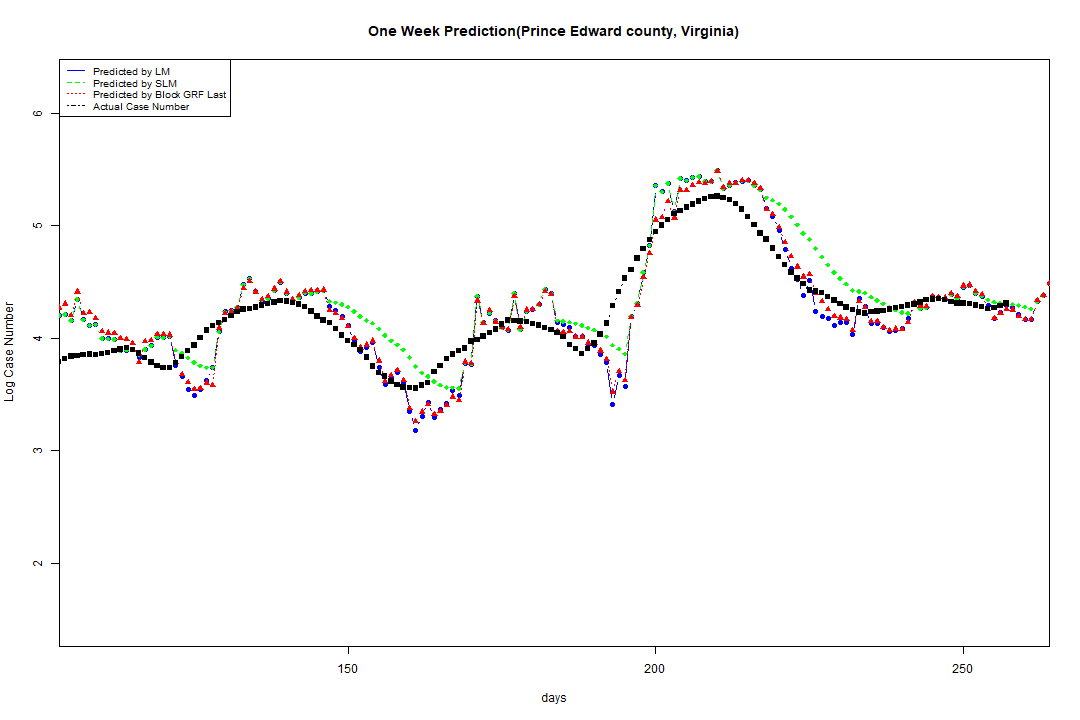 One Week Prediction(Prince Edward county, Virginia)
Predicted by LM
Predicted by SLM
Predicted by Block GRF Last
Actual Case Number
6
5
4
3
2
Log Case Number
150
200
250
days